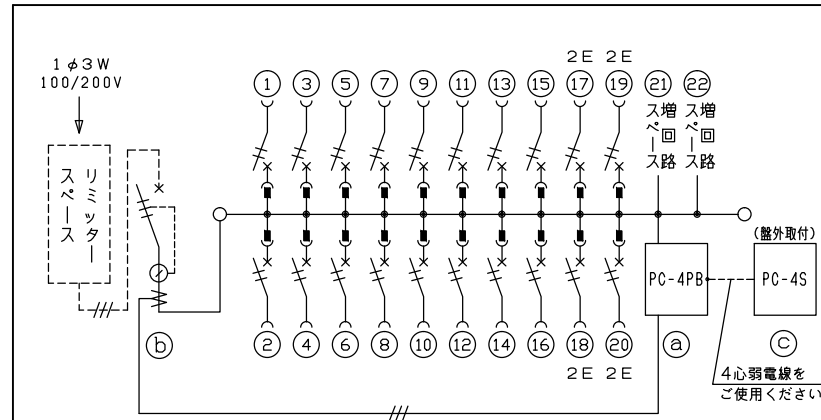 1φ3W
100/200V
リミッター
スペース
2E 2E
① ③ ⑤ ⑦ ⑨ ⑪ ⑬ ⑮ ⑰ ⑲ ㉑ ㉒
増回路
スペース
増回路
スペース
(盤外取付)
PC-4PB
PC-4S
ⓑ
② ④ ⑥ ⑧ ⑩ ⑫ ⑭ ⑯ ⑱ ⑳ ⓐ ⓒ
2E 2E
4心弱電線を
ご使用ください